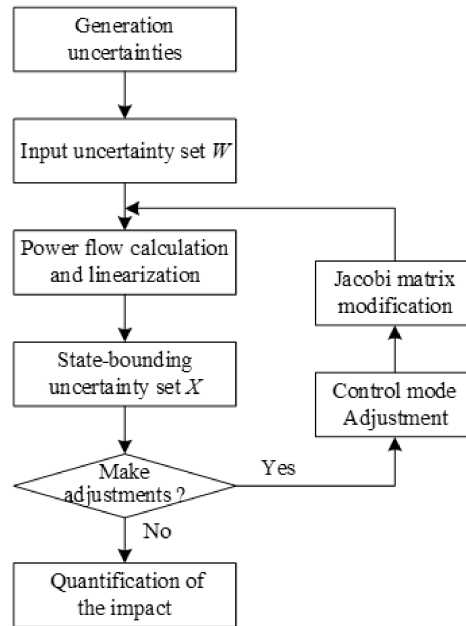 Generation
uncertainties
Input uncertainty set W
Power flow calculation
and linearization
Jacobi matrix
modification
State-bounding
uncertainty set X
Control mode
Adjustment
Make
adjustments ?
Yes
No
Quantification of
the impact